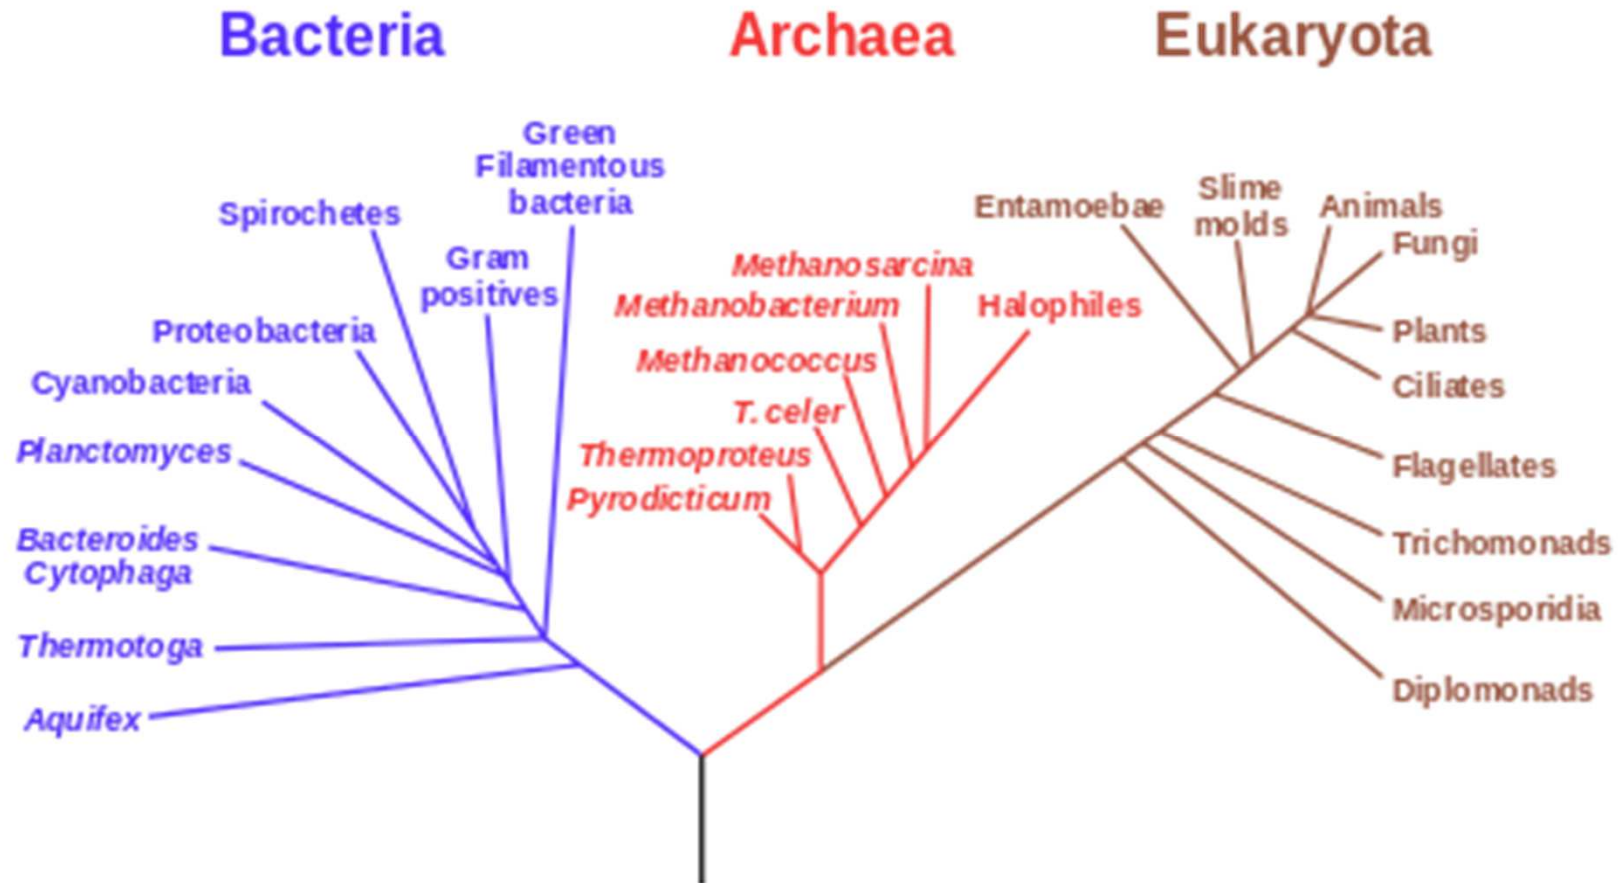 Bacteria
Archaea
Eukaryota
Green
Filamentous
bacteria
Spirochetes
Gram
positives
Proteobacteria
Cyanobacteria
Planctomyces
Bacteroides
Cytophaga
Thermotoga
Aquifex
Methanosarcina
Methanobacterium
Halophiles
Methanococcus
T. celer
Thermoproteus
Pyrodicticum
Entamoebae
Slime
molds
Animals
Fungi
Plants
Ciliates
Flagellates
Trichomonads
Microsporidia
Diplomonads